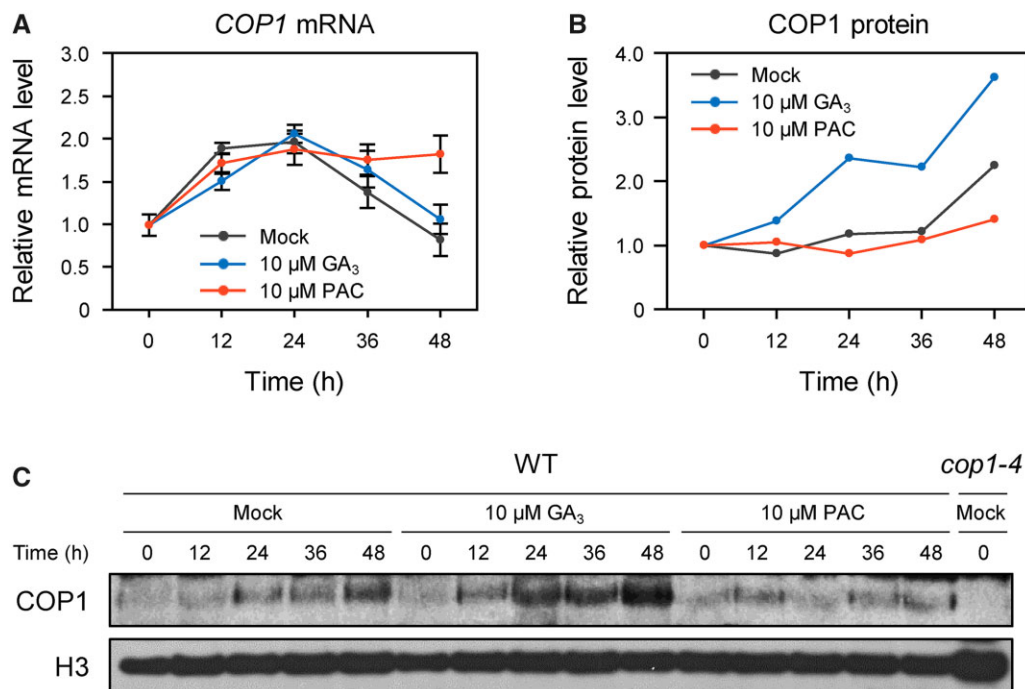 A
COP1 mRNA
Relative mRNA level
3.0
2.5
2.0
1.5
1.0
0.5
0
Mock
10 µM GA₃
10 µM PAC
0 12 24 36 48
Time (h)
B
COP1 protein
Relative protein level
4.0
3.0
2.0
1.0
0
Mock
10 µM GA₃
10 µM PAC
0 12 24 36 48
Time (h)
C
WT cop1-4
Mock 10 µM GA₃ 10 µM PAC Mock
Time (h) 0 12 24 36 48 0 12 24 36 48 0 12 24 36 48 0
COP1
H3